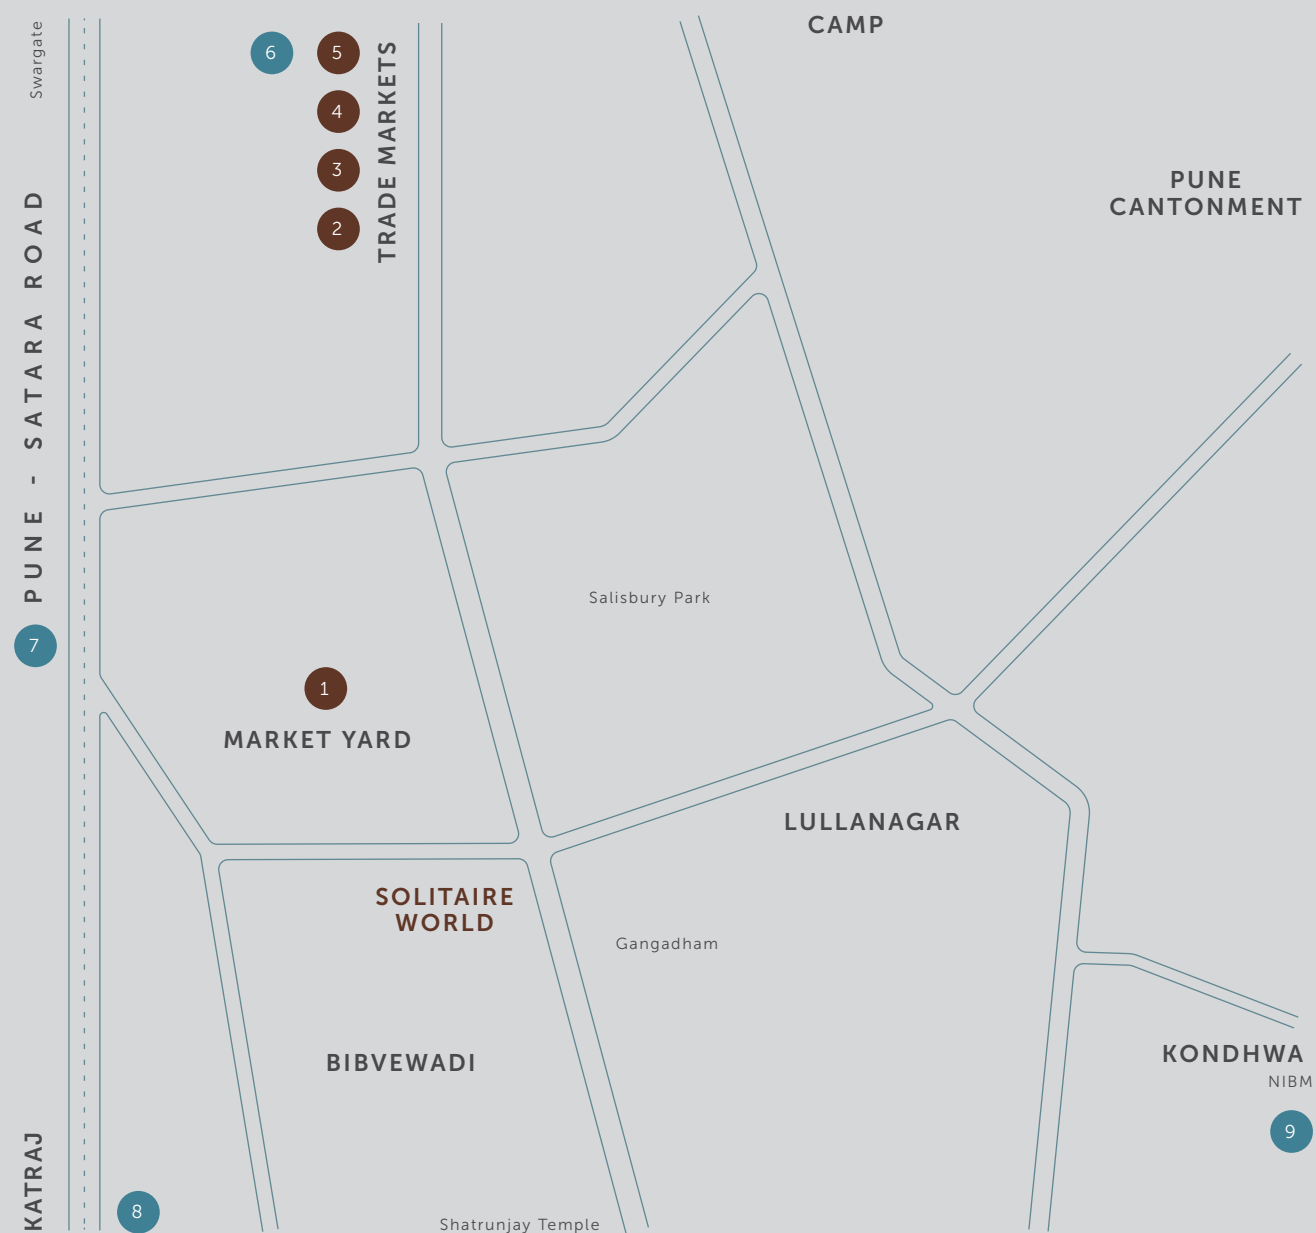 CAMP
Swargate
6
5
4
3
2
TRADE MARKETS
PUNE
CANTONMENT
PUNE - SATARA ROAD
Salisbury Park
7
1
MARKET YARD
LULLANAGAR
SOLITAIRE
WORLD
Gangadham
BIBVEWADI
KONDHWA
NIBM
9
KATRAJ
8
Shatrunjay Temple